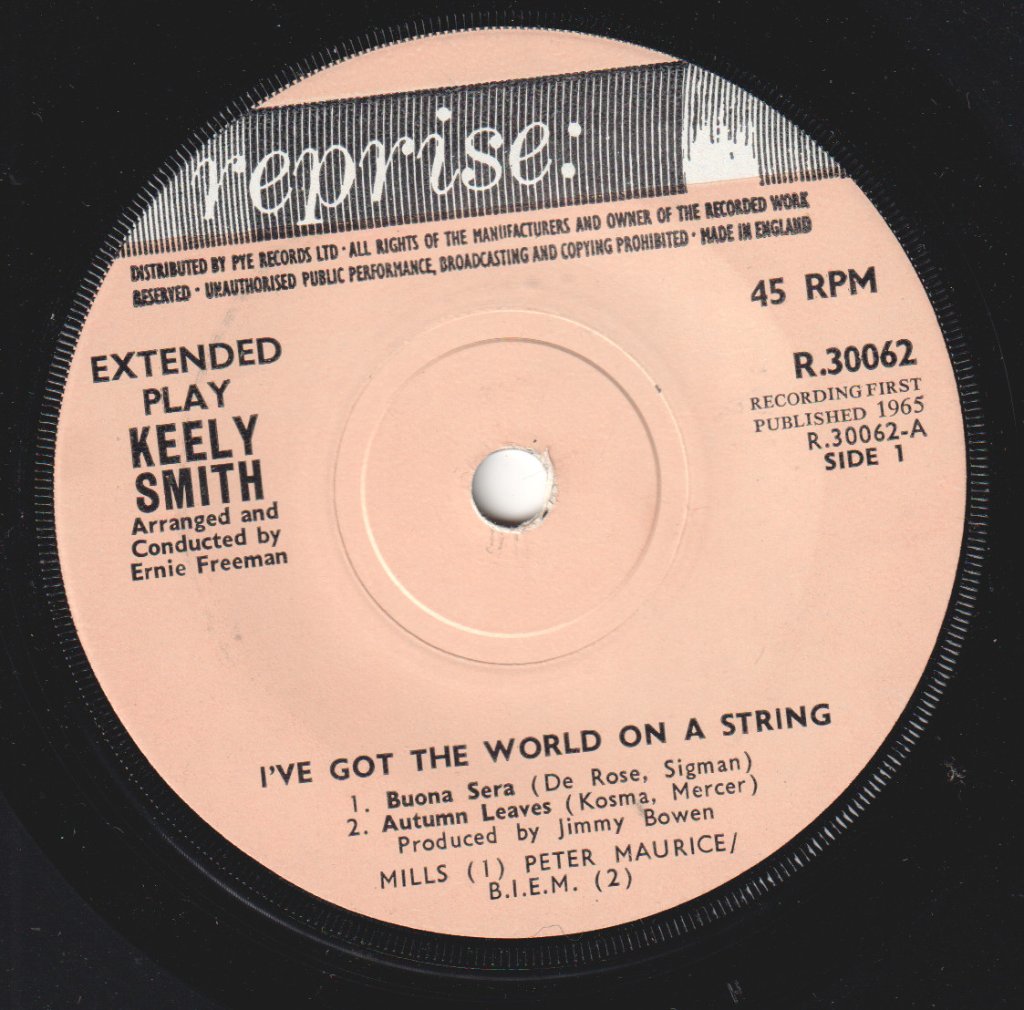 reprise:
DISTRIBUTED BY PYE RECORDS LTD · ALL RIGHTS OF THE MANUFACTURERS AND OWNER OF THE RECORDED WORK
RESERVED · UNAUTHORISED PUBLIC PERFORMANCE, BROADCASTING AND COPYING PROHIBITED · MADE IN ENGLAND
45 RPM
EXTENDED
PLAY
KEELY
SMITH
Arranged and
Conducted by
Ernie Freeman
R.30062
RECORDING FIRST
PUBLISHED 1965
R.30062-A
SIDE 1
I'VE GOT THE WORLD ON A STRING
1. Buona Sera (De Rose, Sigman)
2. Autumn Leaves (Kosma, Mercer)
Produced by Jimmy Bowen
MILLS (1) PETER MAURICE/
B.I.E.M. (2)